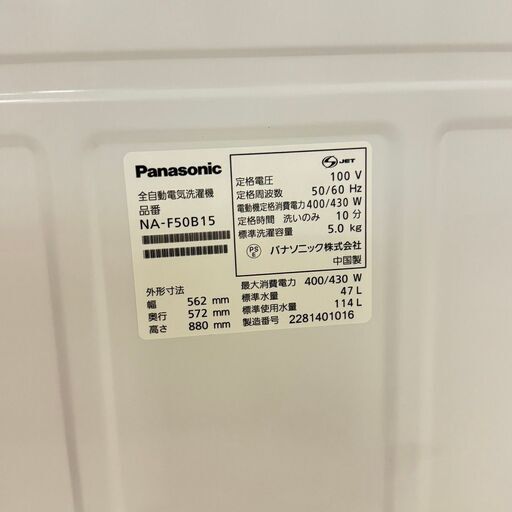 Panasonic
全自動電気洗濯機
品番
NA-F50B15
外形寸法
幅 562 mm
奥行 572 mm
高さ 880 mm
S JET
定格電圧 100 V
定格周波数 50/60 Hz
電動機定格消費電力 400/430 W
定格時間 洗いのみ 10 分
標準洗濯容量 5.0 kg
PS E パナソニック株式会社
中国製
最大消費電力 400/430 W
標準水量 47 L
標準使用水量 114 L
製造番号 2281401016